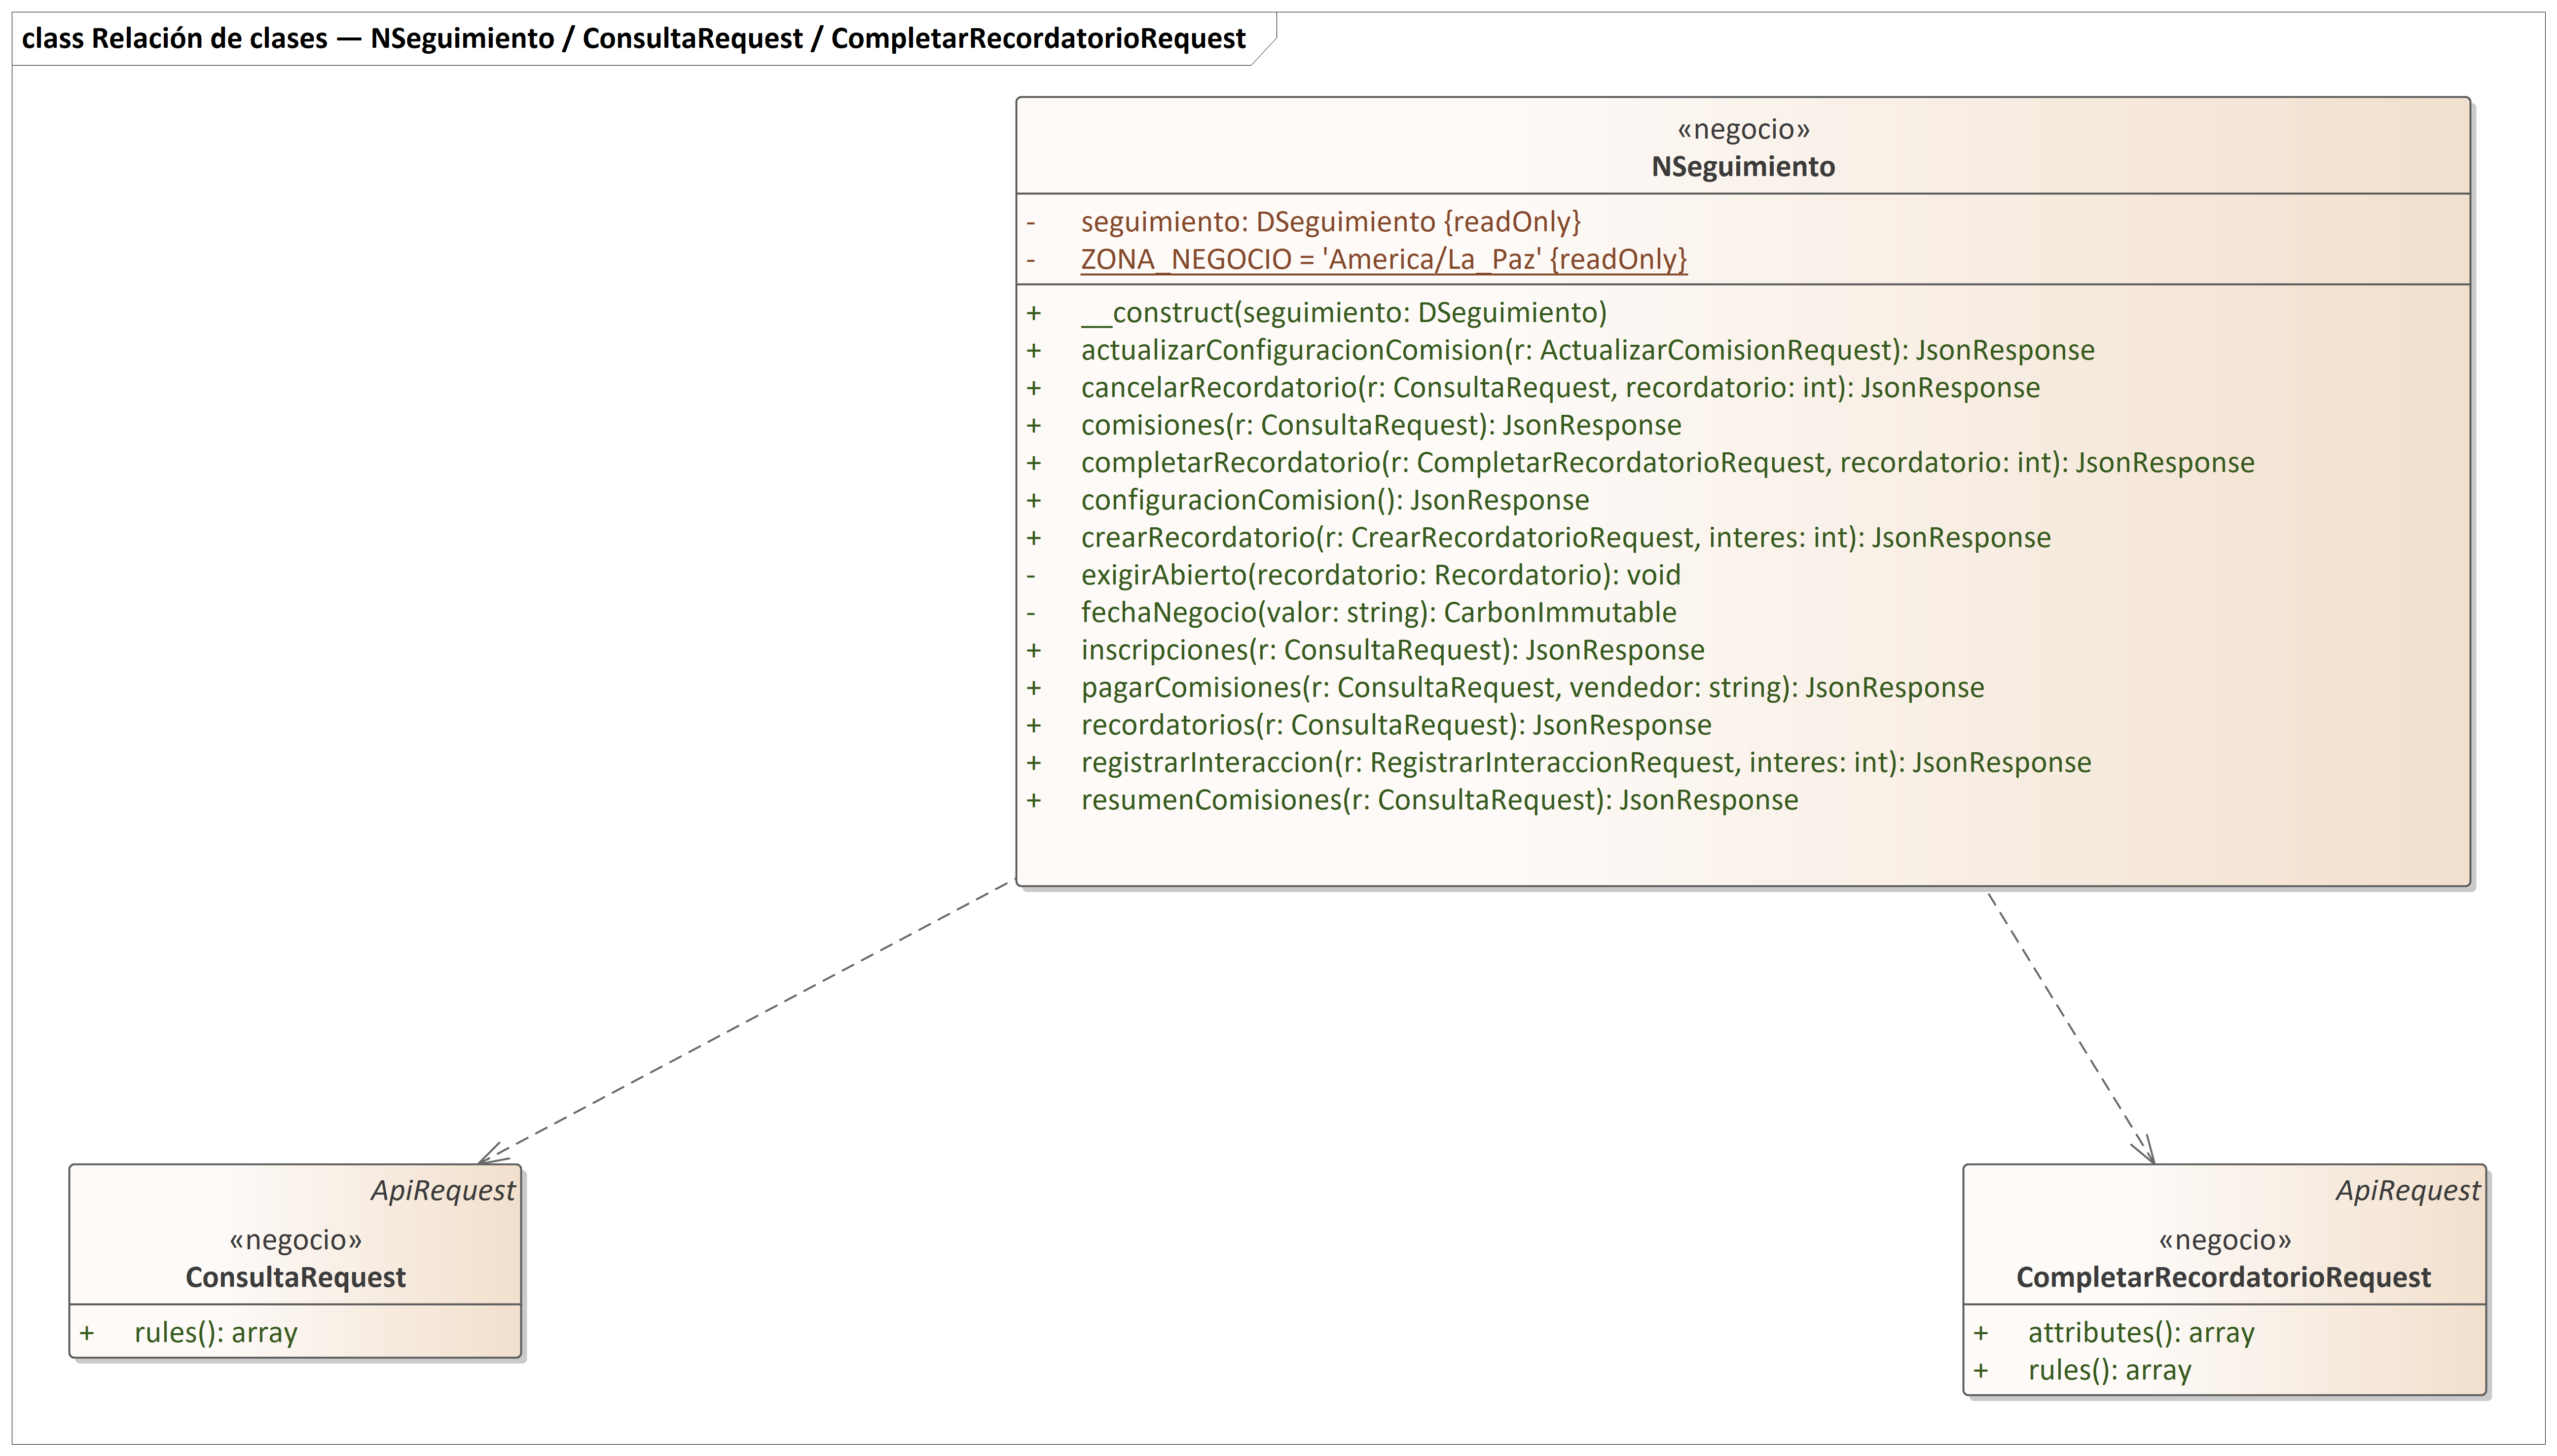 class Relación de clases — NSeguimiento / ConsultaRequest / CompletarRecordatorioRequest
«negocio»
NSeguimiento
- seguimiento: DSeguimiento {readOnly}
- ZONA_NEGOCIO = 'America/La_Paz' {readOnly}
+ __construct(seguimiento: DSeguimiento)
+ actualizarConfiguracionComision(r: ActualizarComisionRequest): JsonResponse
+ cancelarRecordatorio(r: ConsultaRequest, recordatorio: int): JsonResponse
+ comisiones(r: ConsultaRequest): JsonResponse
+ completarRecordatorio(r: CompletarRecordatorioRequest, recordatorio: int): JsonResponse
+ configuracionComision(): JsonResponse
+ crearRecordatorio(r: CrearRecordatorioRequest, interes: int): JsonResponse
- exigirAbierto(recordatorio: Recordatorio): void
- fechaNegocio(valor: string): CarbonImmutable
+ inscripciones(r: ConsultaRequest): JsonResponse
+ pagarComisiones(r: ConsultaRequest, vendedor: string): JsonResponse
+ recordatorios(r: ConsultaRequest): JsonResponse
+ registrarInteraccion(r: RegistrarInteraccionRequest, interes: int): JsonResponse
+ resumenComisiones(r: ConsultaRequest): JsonResponse
ApiRequest
«negocio»
ConsultaRequest
+ rules(): array
ApiRequest
«negocio»
CompletarRecordatorioRequest
+ attributes(): array
+ rules(): array